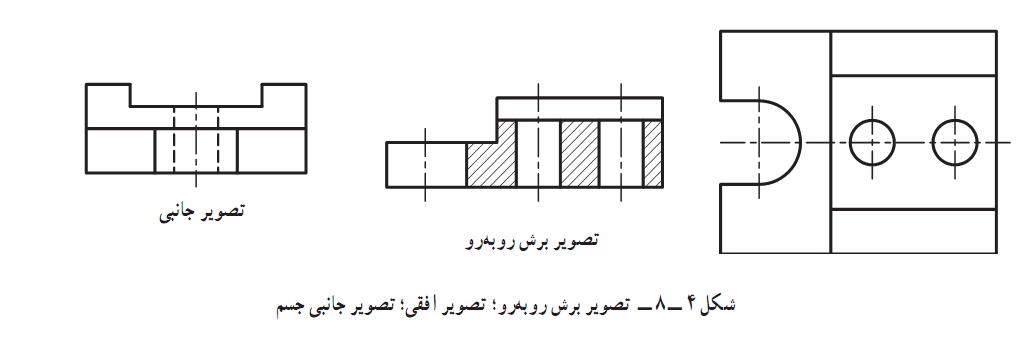 تصویر جانبی
تصویر برش روبه‌رو
شکل ۴ ــ ۸ ــ تصویر برش روبه‌رو؛ تصویر افقی؛ تصویر جانبی جسم